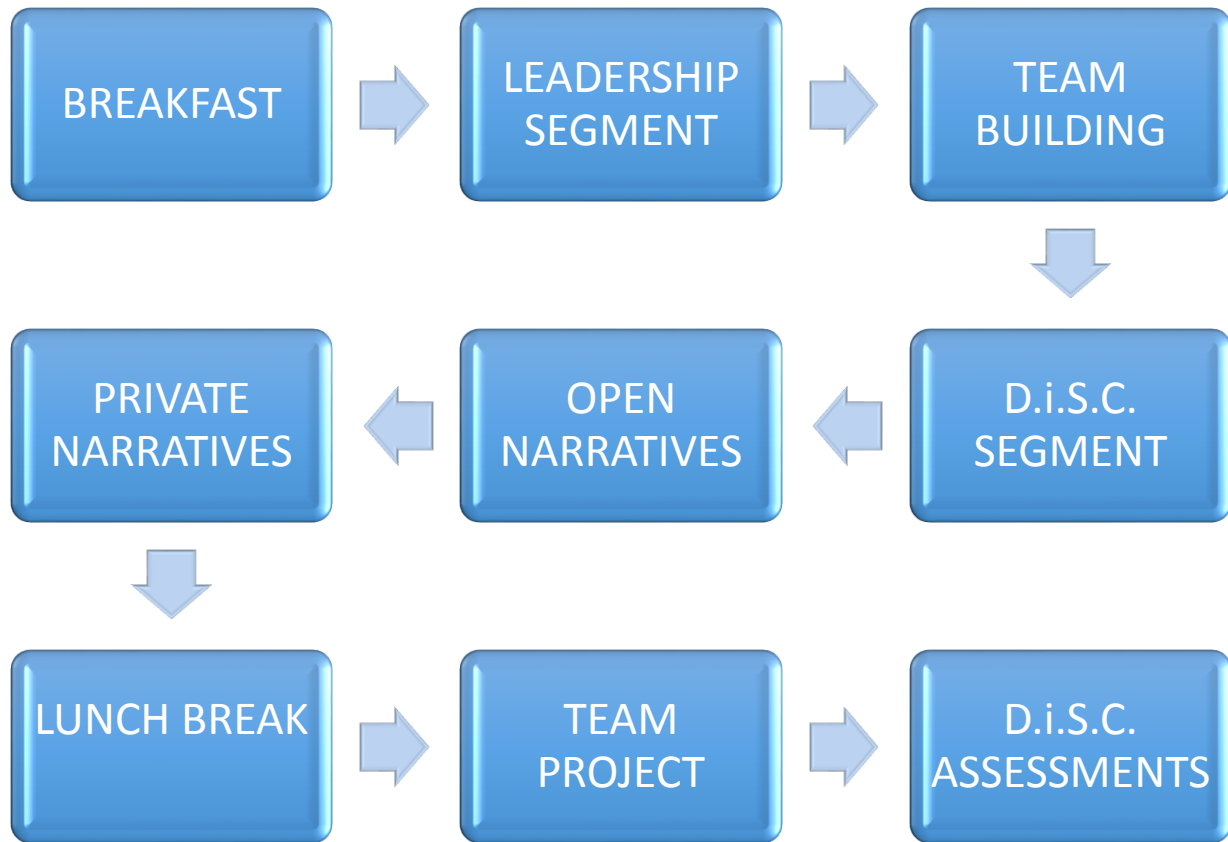 BREAKFAST
LEADERSHIP
SEGMENT
TEAM
BUILDING
D.i.S.C.
SEGMENT
OPEN
NARRATIVES
PRIVATE
NARRATIVES
LUNCH BREAK
TEAM
PROJECT
D.i.S.C.
ASSESSMENTS